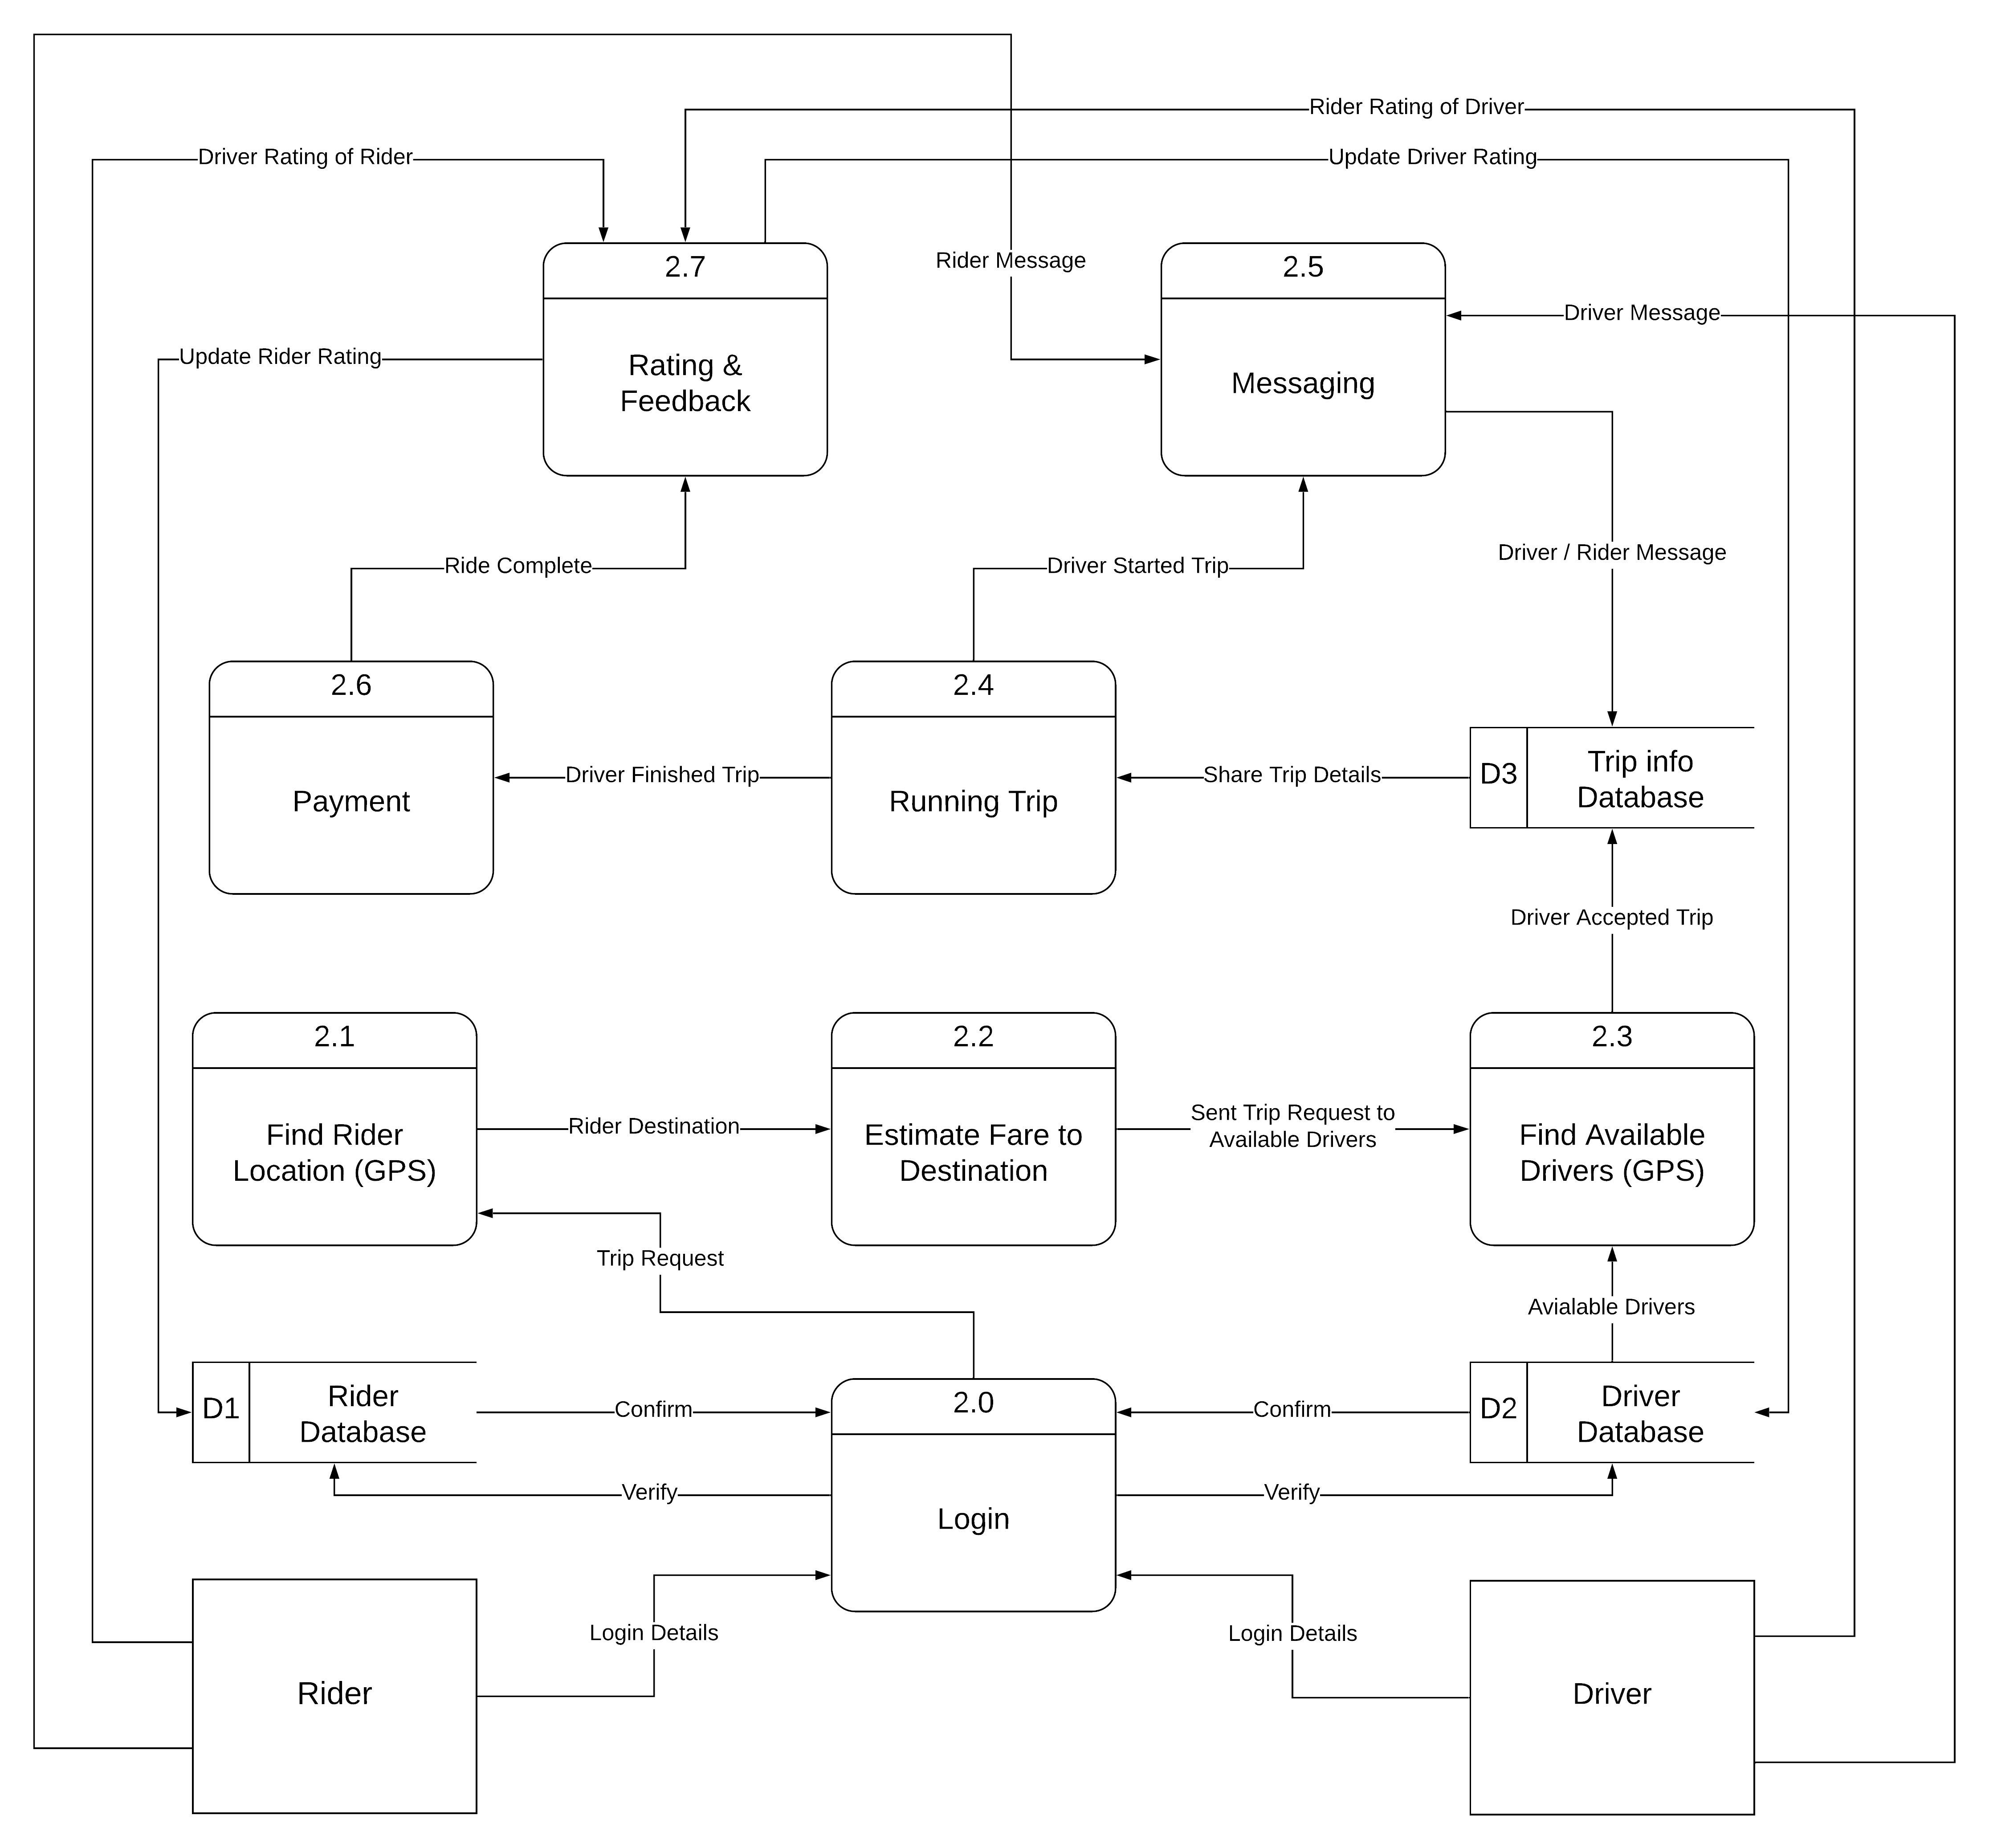 Rider Rating of Driver
Driver Rating of Rider
Update Driver Rating
2.7
Rating &
Feedback
Rider Message
2.5
Messaging
Driver Message
Update Rider Rating
Ride Complete
Driver Started Trip
Driver / Rider Message
2.6
Payment
Driver Finished Trip
2.4
Running Trip
Share Trip Details
D3
Trip info
Database
Driver Accepted Trip
2.1
Find Rider
Location (GPS)
Rider Destination
2.2
Estimate Fare to
Destination
Sent Trip Request to
Available Drivers
2.3
Find Available
Drivers (GPS)
Trip Request
Avialable Drivers
D1
Rider
Database
Confirm
2.0
Login
Confirm
D2
Driver
Database
Verify
Verify
Rider
Login Details
Login Details
Driver